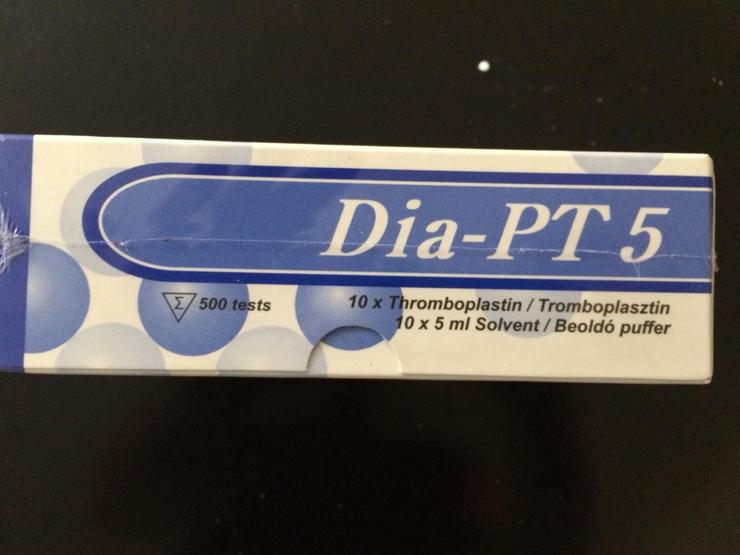 Dia-PT 5
Σ 500 tests
10 x Thromboplastin / Tromboplasztin
10 x 5 ml Solvent / Beoldó puffer